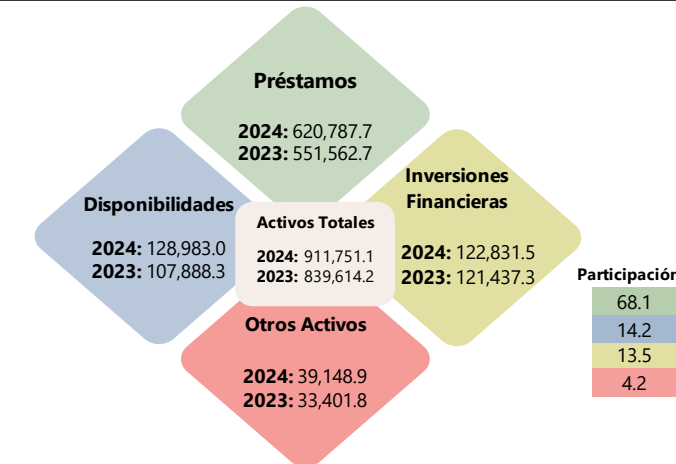 Préstamos
2024: 620,787.7
2023: 551,562.7
Disponibilidades
2024: 128,983.0
2023: 107,888.3
Activos Totales
2024: 911,751.1
2023: 839,614.2
Inversiones
Financieras
2024: 122,831.5
2023: 121,437.3
Otros Activos
2024: 39,148.9
2023: 33,401.8
Participación
68.1
14.2
13.5
4.2